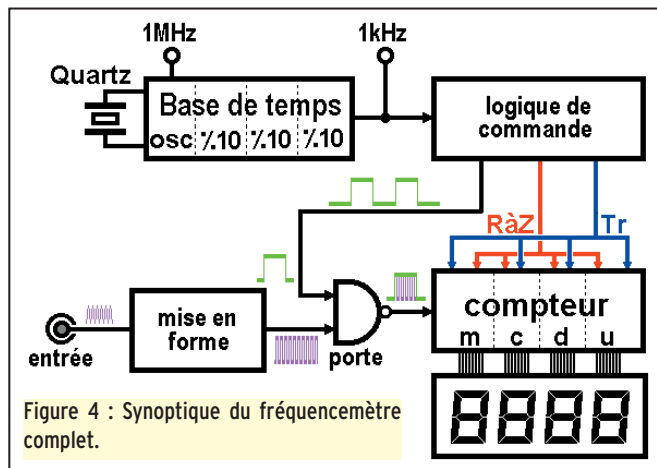 1MHz
1kHz
Quartz
Base de temps
osc ٪10 ٪10 ٪10
logique de
commande
RàZ
Tr
mise en
forme
entrée
porte
compteur
m c d u
8888
Figure 4 : Synoptique du fréquencemètre
complet.